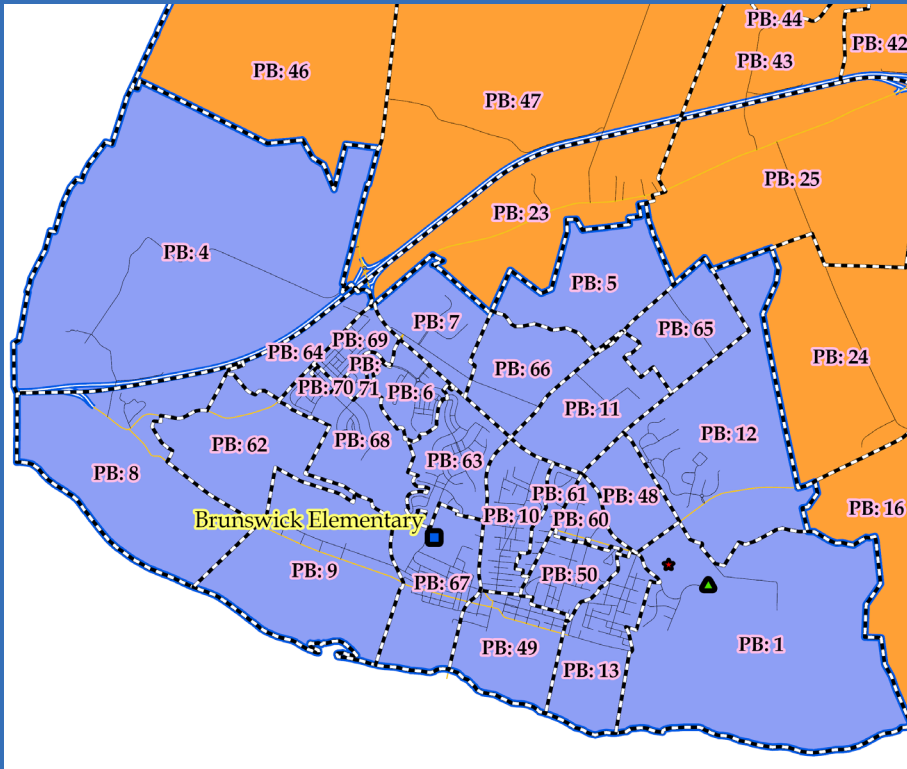 PB: 44
PB: 42
PB: 43
PB: 46
PB: 47
PB: 25
PB: 23
PB: 4
PB: 5
PB: 7
PB: 65
PB: 69
PB: 64
PB: 24
PB:
71
PB: 66
PB: 70
PB: 6
PB: 11
PB: 12
PB: 68
PB: 62
PB: 63
PB: 8
PB: 61
PB: 48
PB: 16
PB: 10
PB: 60
Brunswick Elementary
PB: 9
PB: 50
PB: 67
PB: 49
PB: 1
PB: 13